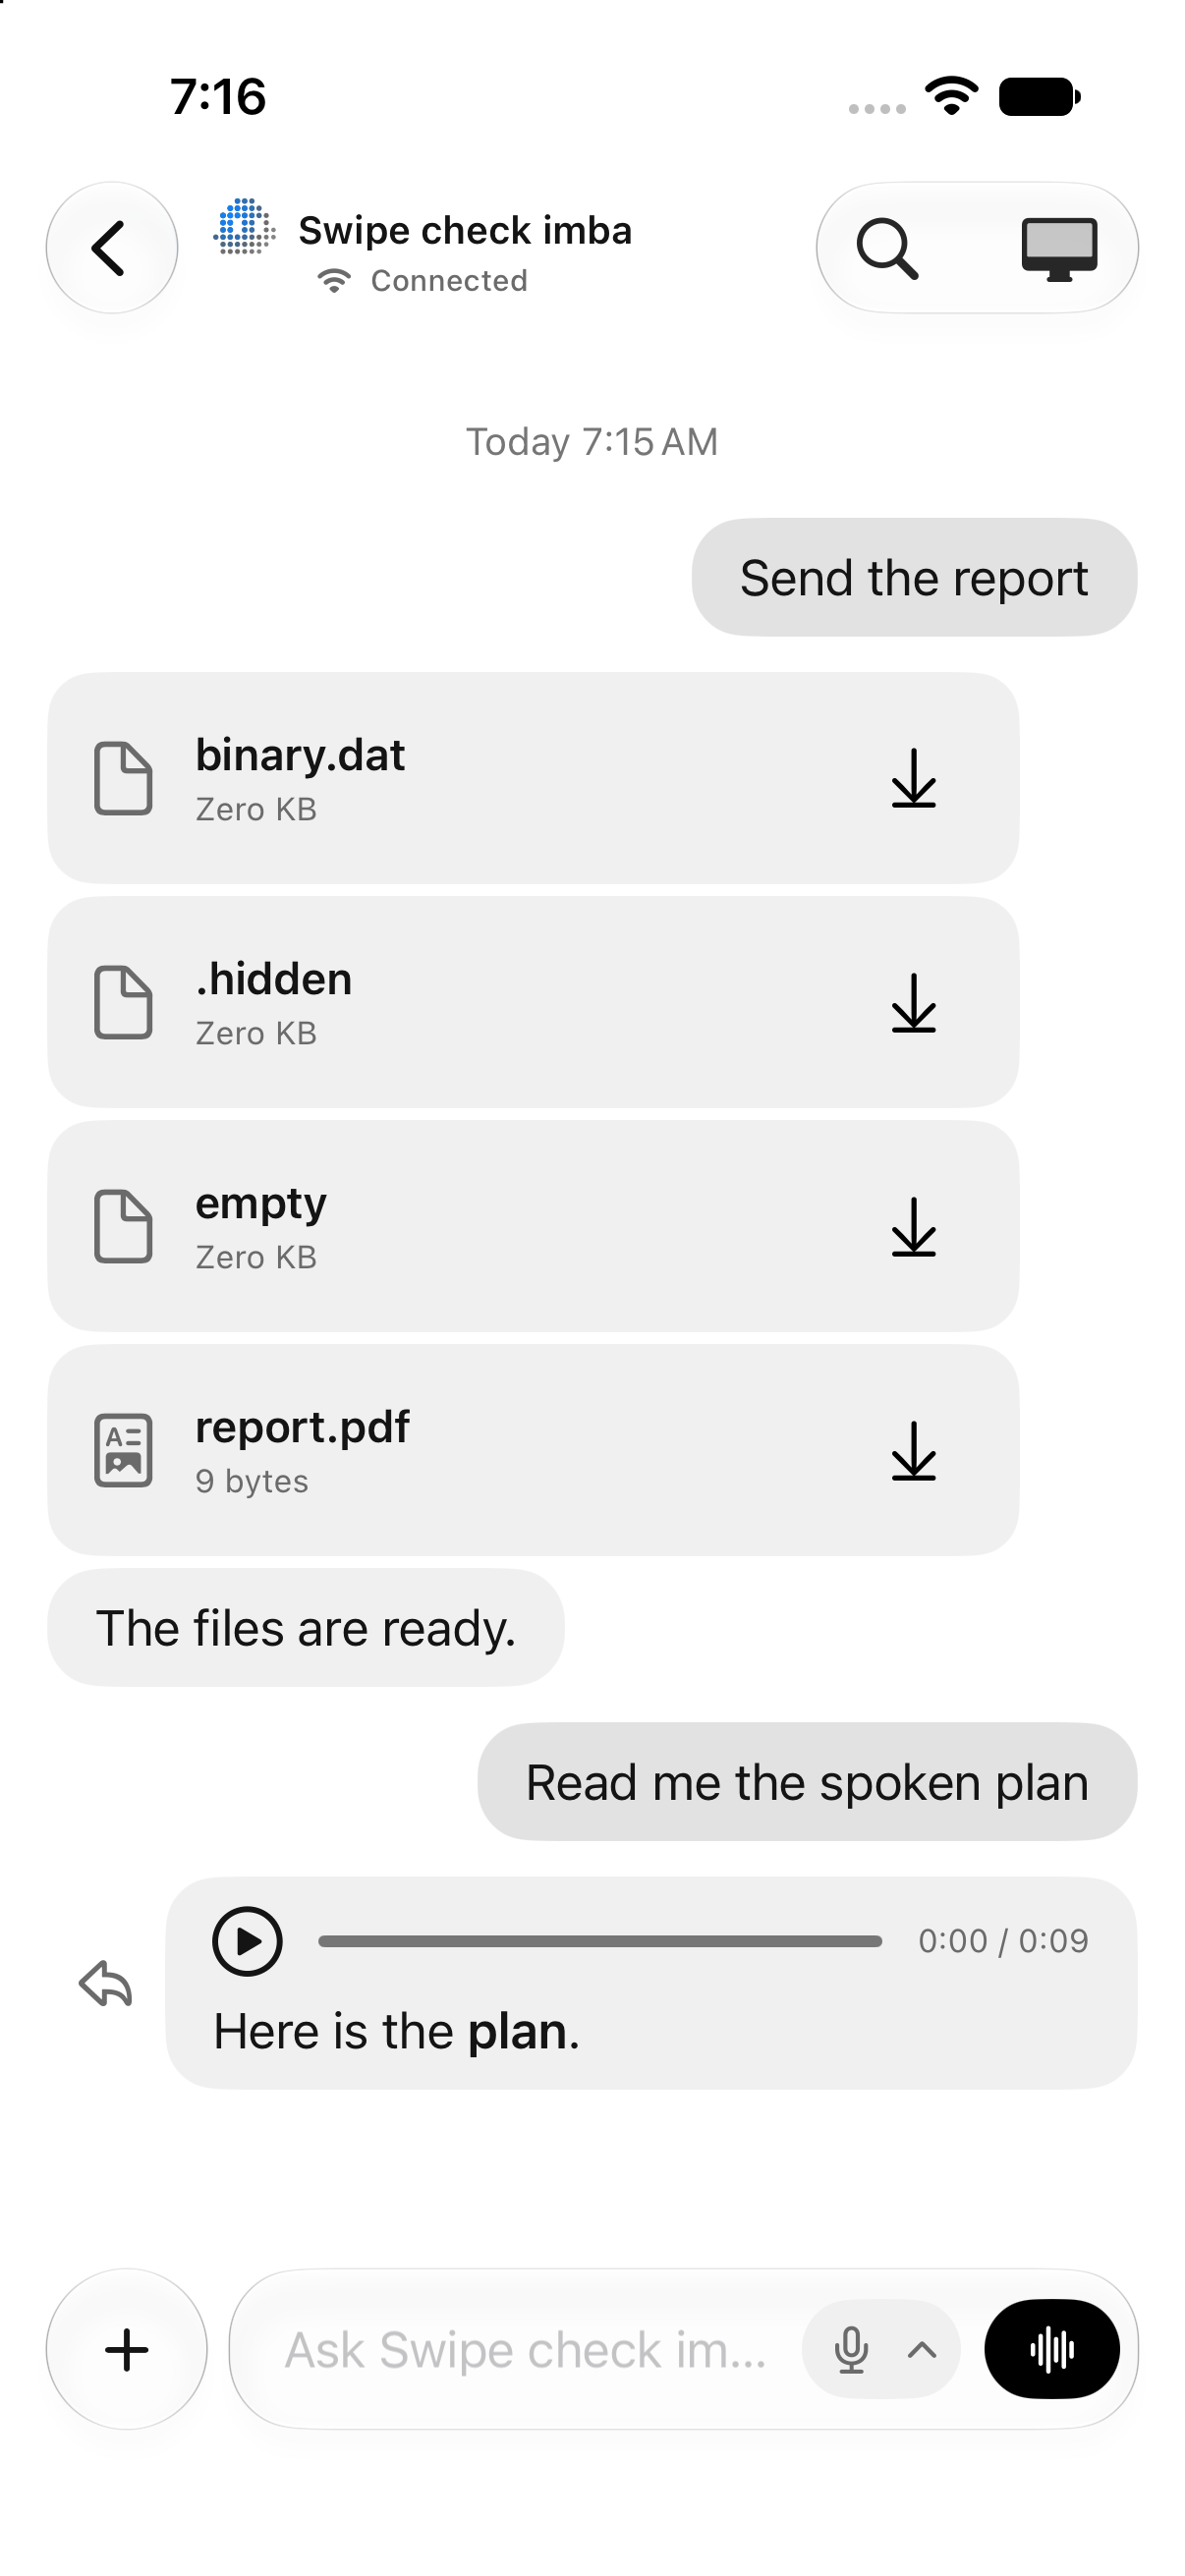 7:16
Swipe check imba
Connected
Today 7:15 AM
Send the report
binary.dat
Zero KB
.hidden
Zero KB
empty
Zero KB
report.pdf
9 bytes
The files are ready.
Read me the spoken plan
0:00 / 0:09
Here is the plan.
Ask Swipe check im...